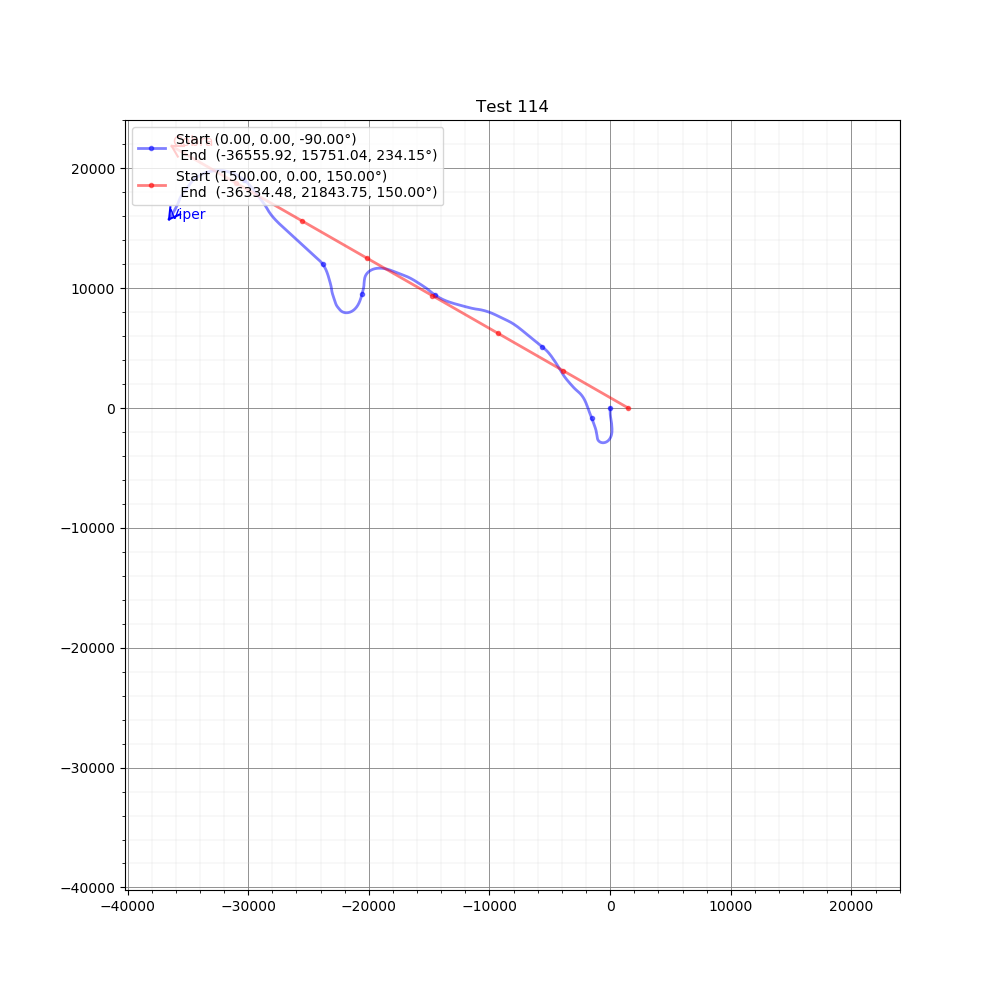 Test 114
Start (0.00, 0.00, -90.00°)
End (-36555.92, 15751.04, 234.15°)
Start (1500.00, 0.00, 150.00°)
End (-36334.48, 21843.75, 150.00°)
Viper
20000
10000
0
−10000
−20000
−30000
−40000
−40000 −30000 −20000 −10000 0 10000 20000